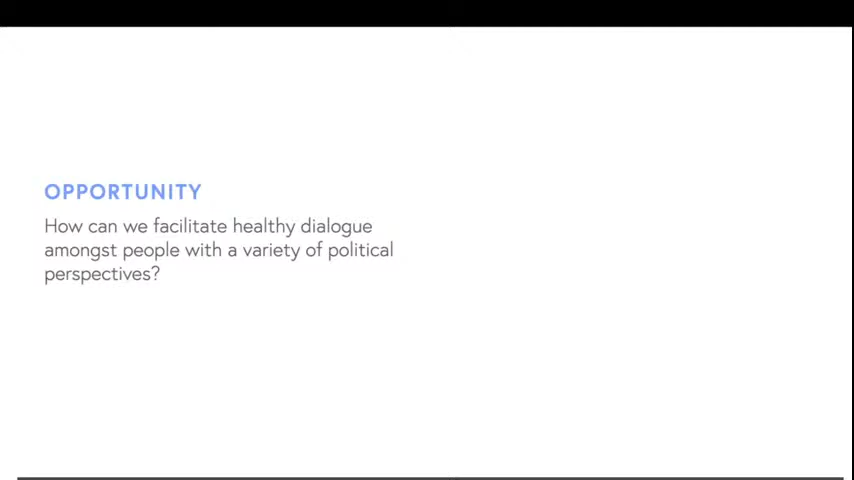 OPPORTUNITY
How can we facilitate healthy dialogue
amongst people with a variety of political
perspectives?